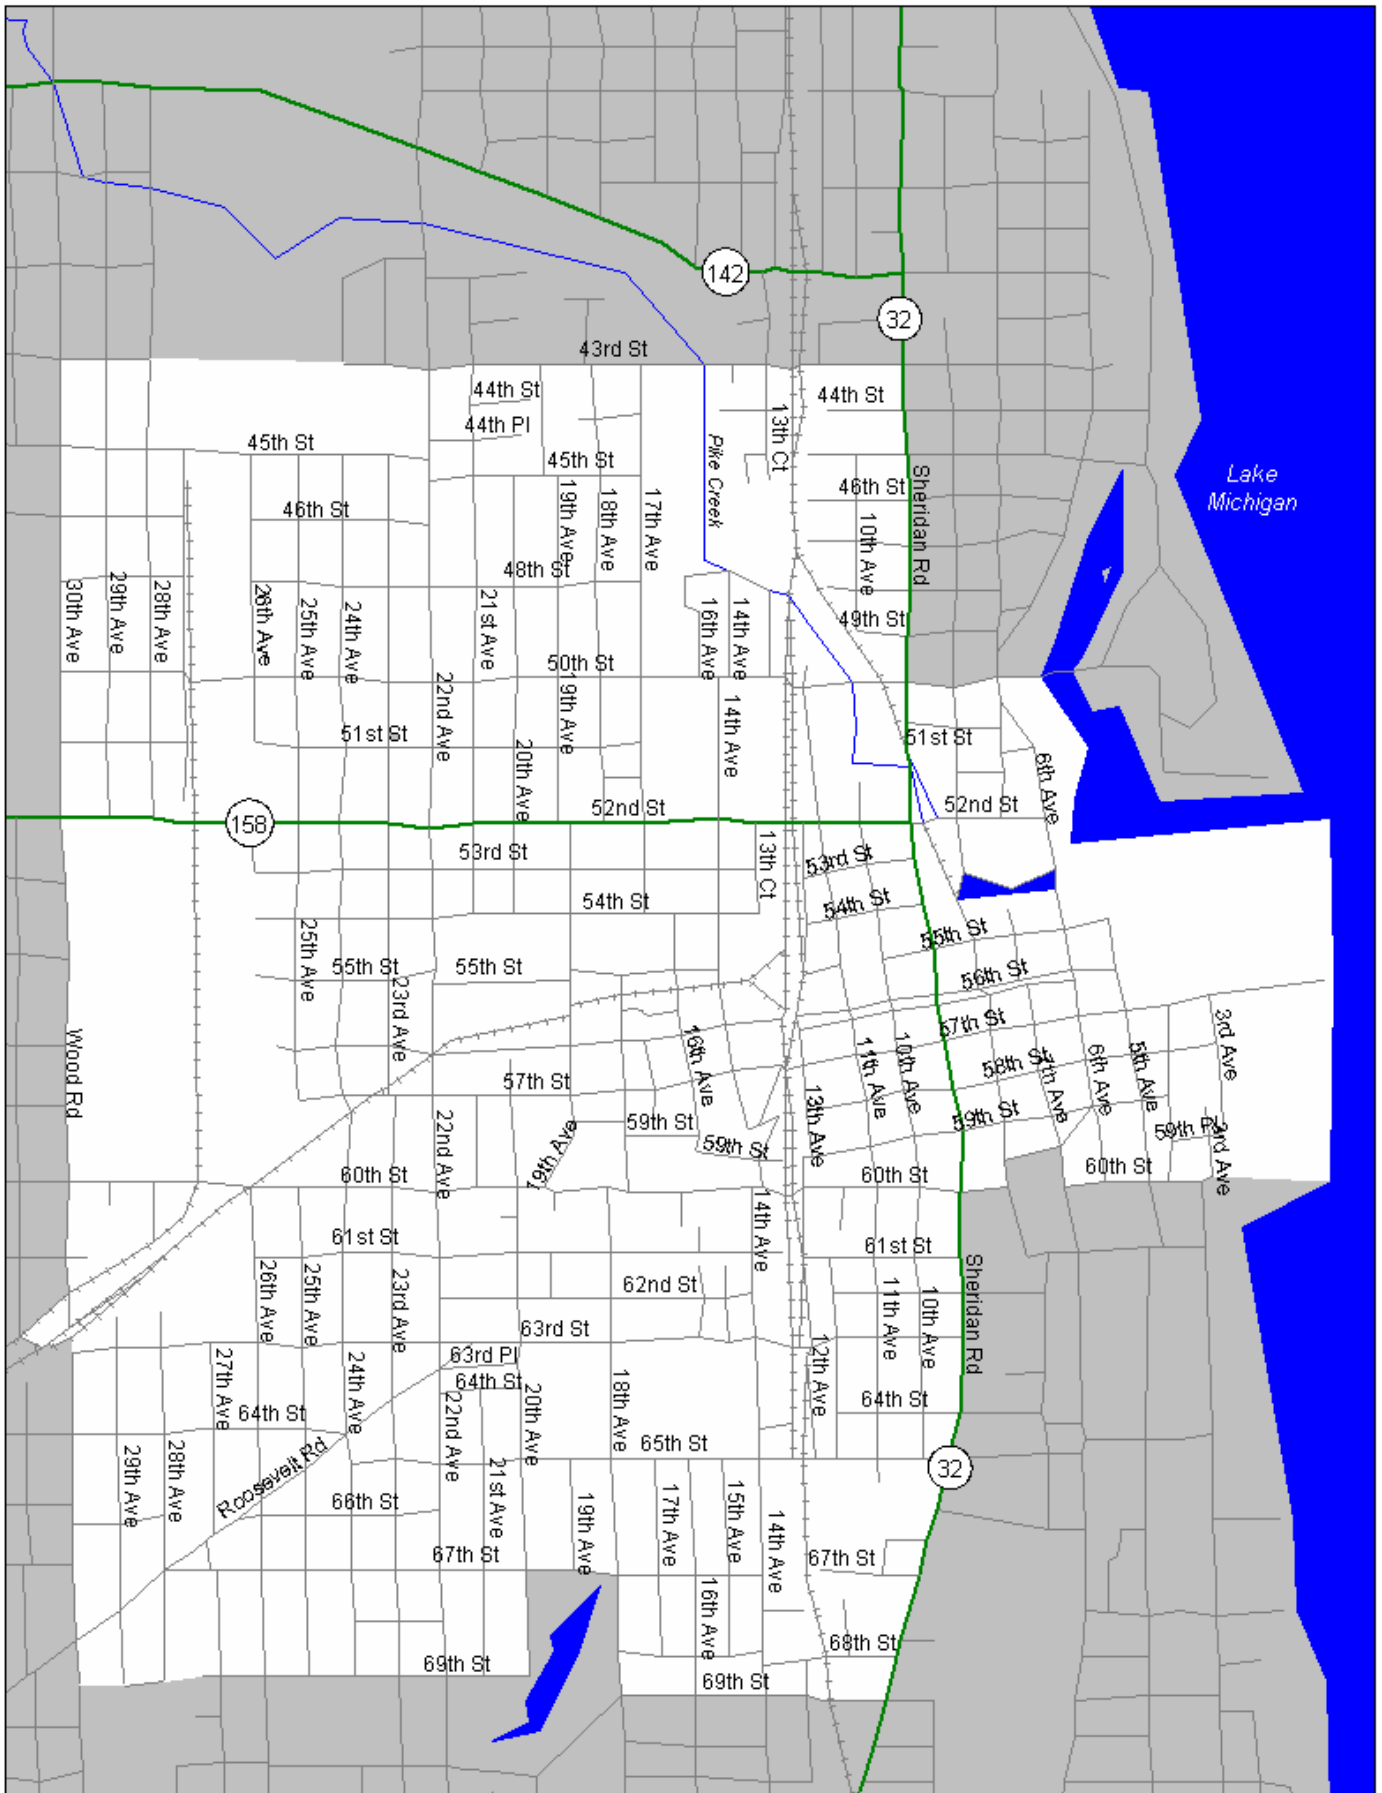 142
32
43rd St
44th St
44th St
44th Pl
13th Ct
45th St
45th St
Pike Creek
Sheridan Rd
Lake
Michigan
46th St
46th St
19th Ave
18th Ave
17th Ave
10th Ave
48th St
30th Ave
29th Ave
28th Ave
26th Ave
25th Ave
24th Ave
21st Ave
16th Ave
14th Ave
49th St
50th St
22nd Ave
19th Ave
14th Ave
51st St
51st St
20th Ave
6th Ave
52nd St
52nd St
158
53rd St
13th Ct
53rd St
54th St
54th St
25th Ave
55th St
55th St
55th St
23rd Ave
56th St
Wood Rd
16th Ave
57th St
3rd Ave
11th Ave
10th Ave
58th St
7th Ave
6th Ave
5th Ave
57th St
13th Ave
22nd Ave
19th Ave
59th St
59th St
59th St
59th Pl
3rd Ave
60th St
60th St
60th St
14th Ave
61st St
61st St
26th Ave
25th Ave
23rd Ave
62nd St
11th Ave
10th Ave
Sheridan Rd
63rd St
12th Ave
27th Ave
24th Ave
63rd Pl
64th St
22nd Ave
20th Ave
18th Ave
64th St
64th St
65th St
29th Ave
28th Ave
Roosevelt Rd
21st Ave
32
66th St
19th Ave
17th Ave
15th Ave
14th Ave
67th St
67th St
16th Ave
68th St
69th St
69th St